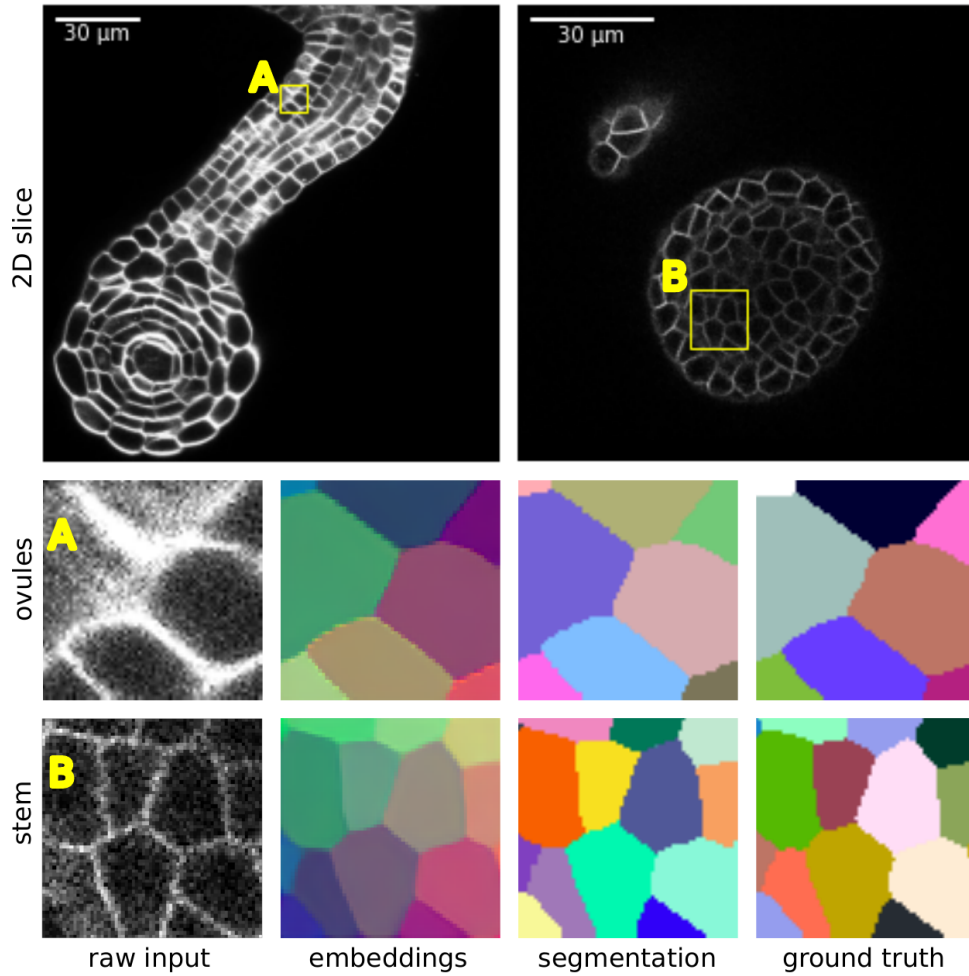 30 µm
30 µm
A
B
2D slice
A
ovules
B
stem
raw input
embeddings
segmentation
ground truth